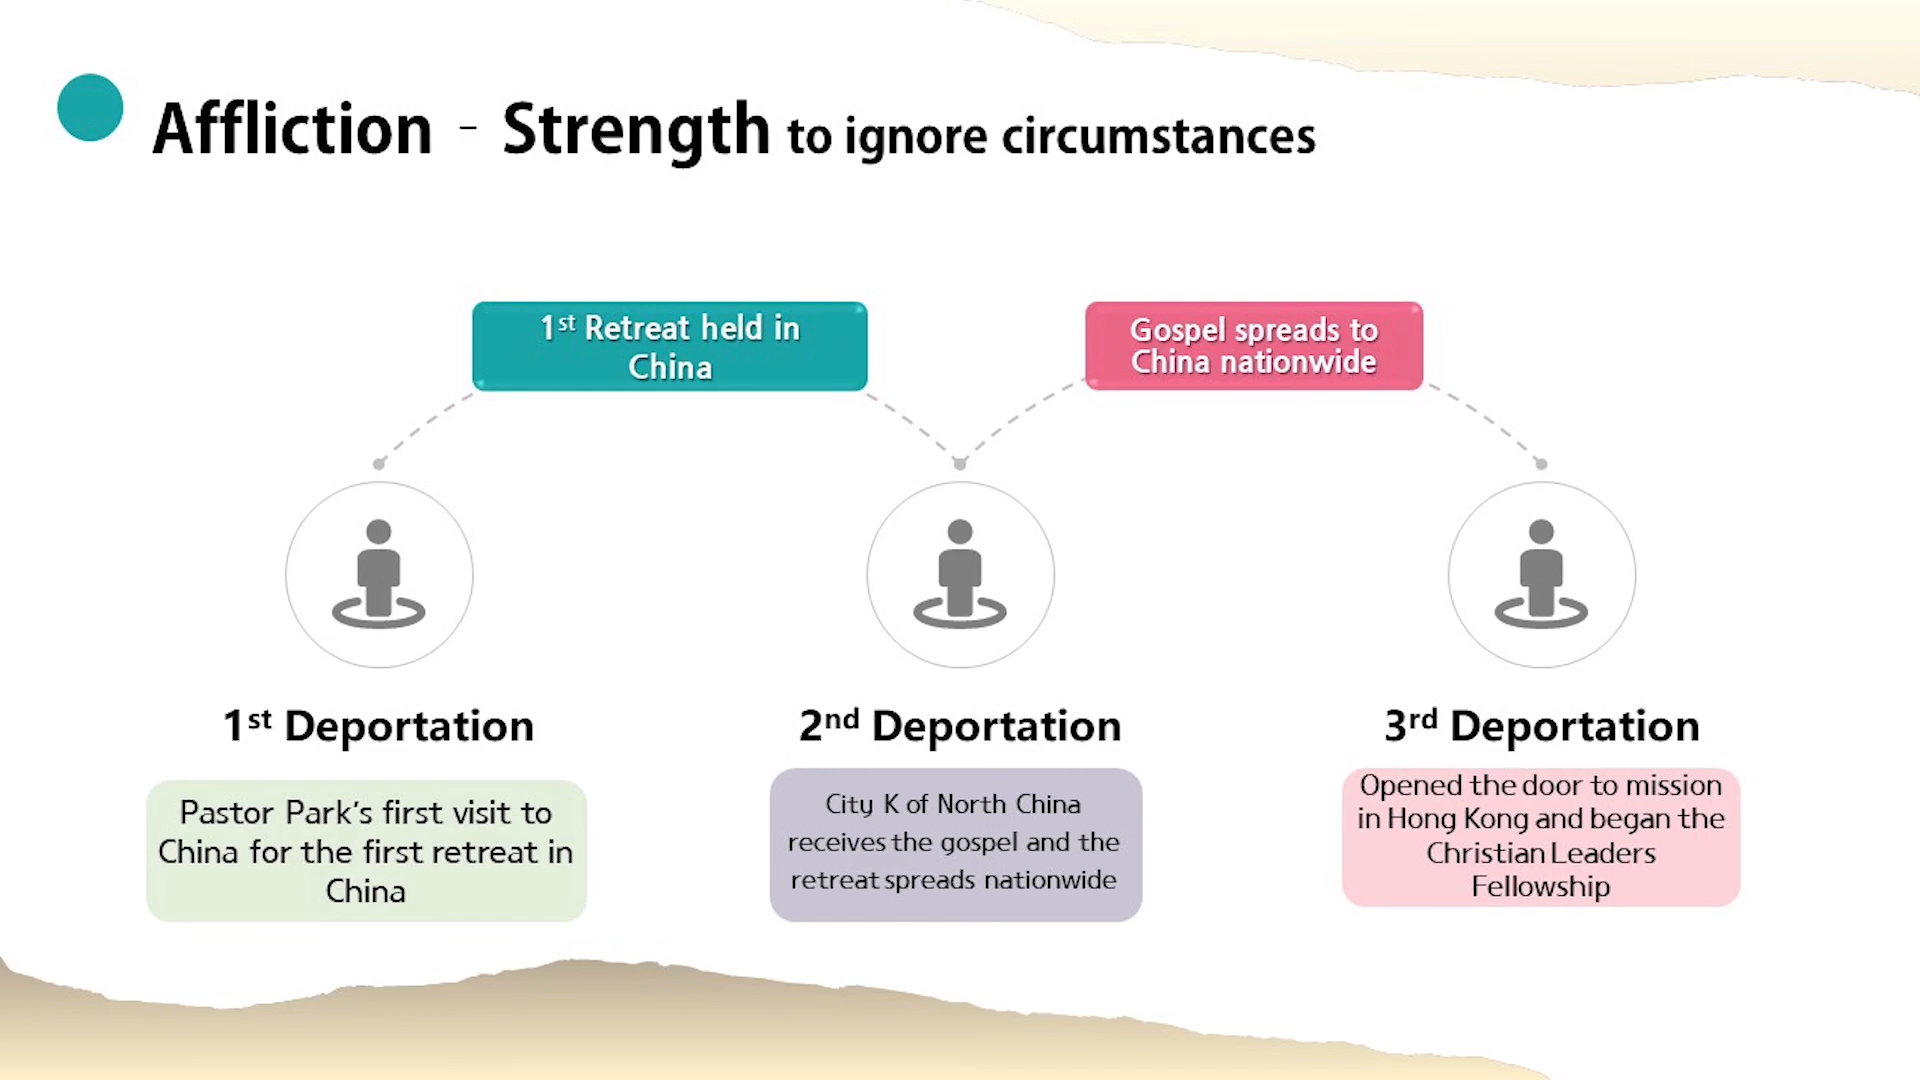 Affliction - Strength to ignore circumstances
1st Retreat held in
China
Gospel spreads to
China nationwide
1st Deportation
2nd Deportation
3rd Deportation
Pastor Park's first visit to
China for the first retreat in
China
City K of North China
receives the gospel and the
retreat spreads nationwide
Opened the door to mission
in Hong Kong and began the
Christian Leaders
Fellowship